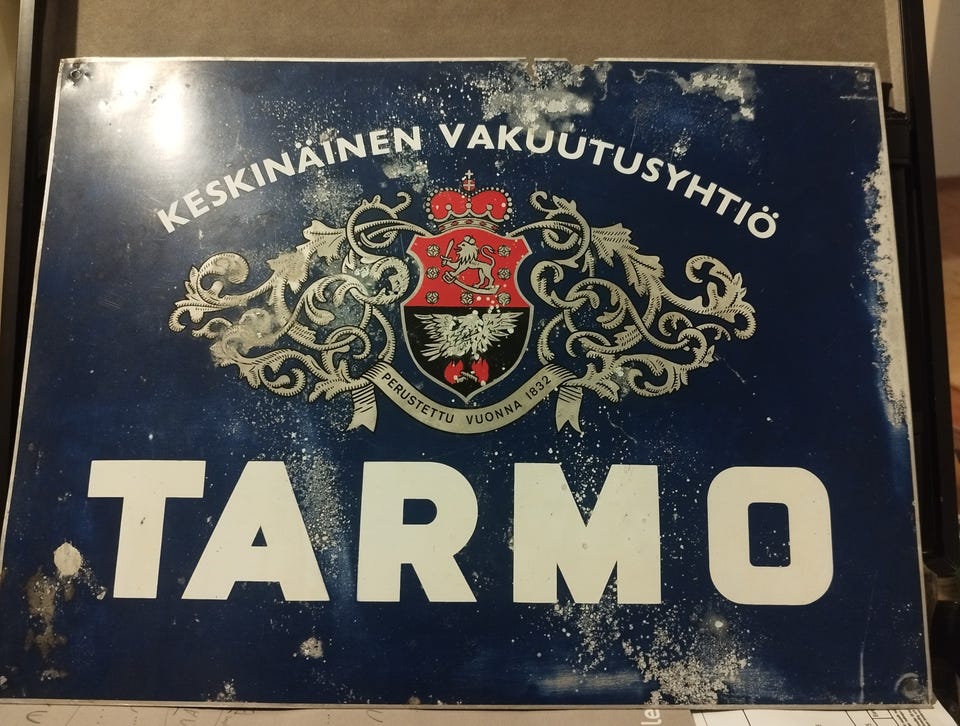 KESKINÄINEN VAKUUTUSYHTIÖ
PERUSTETTU VUONNA 1832
TARMO